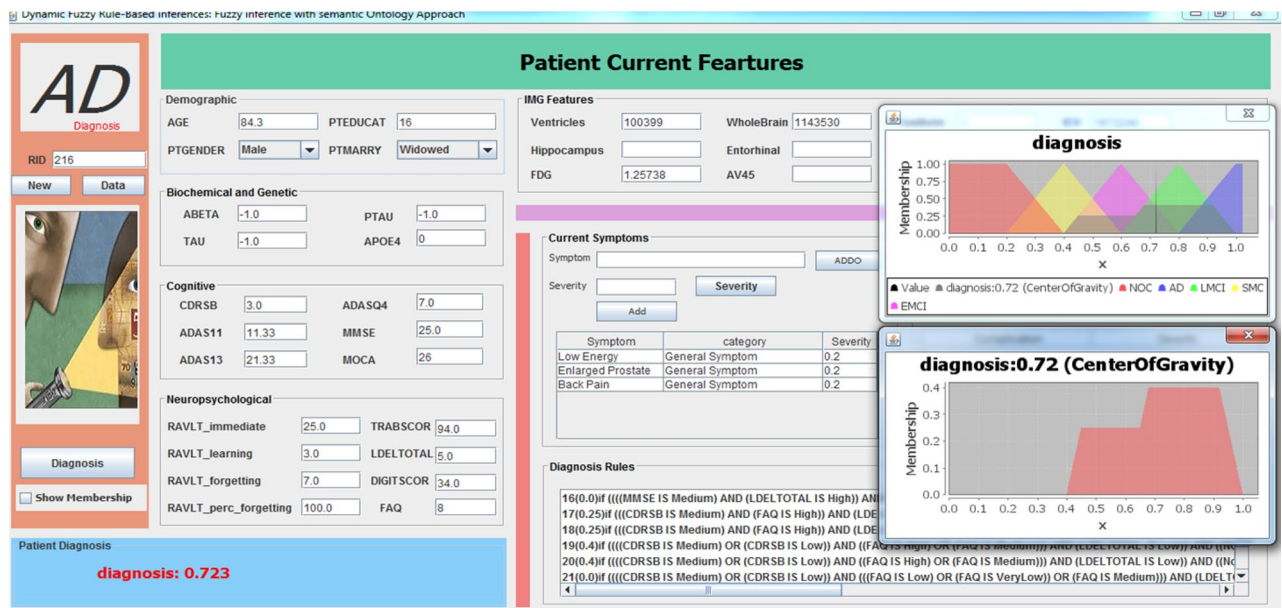 Dynamic Fuzzy Rule-Based Inferences: Fuzzy inference with semantic Ontology Approach
AD
Diagnosis
RID 216
New Data
Diagnosis
Show Membership
Patient Diagnosis
diagnosis: 0.723
Patient Current Feartures
Demographic
AGE 84.3 PTEDUCAT 16
PTGENDER Male PTMARRY Widowed
Biochemical and Genetic
ABETA -1.0 PTAU -1.0
TAU -1.0 APOE4 0
Cognitive
CDRSB 3.0 ADASQ4 7.0
ADAS11 11.33 MMSE 25.0
ADAS13 21.33 MOCA 26
Neuropsychological
RAVLT_immediate 25.0 TRABSCOR 94.0
RAVLT_learning 3.0 LDELTOTAL 5.0
RAVLT_forgetting 7.0 DIGITSCOR 34.0
RAVLT_perc_forgetting 100.0 FAQ 8
IMG Features
Ventricles 100399 WholeBrain 1143530
Hippocampus Entorhinal
FDG 1.25738 AV45
Current Symptoms
Symptom ADDO
Severity Severity
Add
Symptom category Severity
Low Energy General Symptom 0.2
Enlarged Prostate General Symptom 0.2
Back Pain General Symptom 0.2
Diagnosis Rules
16(0.0)if ((((MMSE IS Medium) AND (LDELTOTAL IS High)) AN
17(0.25)if (((CDRSB IS Medium) AND (FAQ IS High)) AND (LDE
18(0.25)if (((CDRSB IS Medium) AND (FAQ IS High)) AND (LDE
19(0.4)if ((((CDRSB IS Medium) OR (CDRSB IS Low)) AND ((FAQ IS High) OR (FAQ IS Medium))) AND (LDELTOTAL IS Low)) AND ((No
20(0.4)if ((((CDRSB IS Medium) OR (CDRSB IS Low)) AND ((FAQ IS High) OR (FAQ IS Medium))) AND (LDELTOTAL IS Low)) AND ((No
21(0.0)if ((((CDRSB IS Medium) OR (CDRSB IS Low)) AND (((FAQ IS Low) OR (FAQ IS VeryLow)) OR (FAQ IS Medium))) AND (LDELT
diagnosis
Membership
1.00
0.75
0.50
0.25
0.00
0.0 0.1 0.2 0.3 0.4 0.5 0.6 0.7 0.8 0.9 1.0
x
Value diagnosis:0.72 (CenterOfGravity) NOC AD LMCI SMC
EMCI
diagnosis:0.72 (CenterOfGravity)
Membership
0.4
0.3
0.2
0.1
0.0
0.0 0.1 0.2 0.3 0.4 0.5 0.6 0.7 0.8 0.9 1.0
x